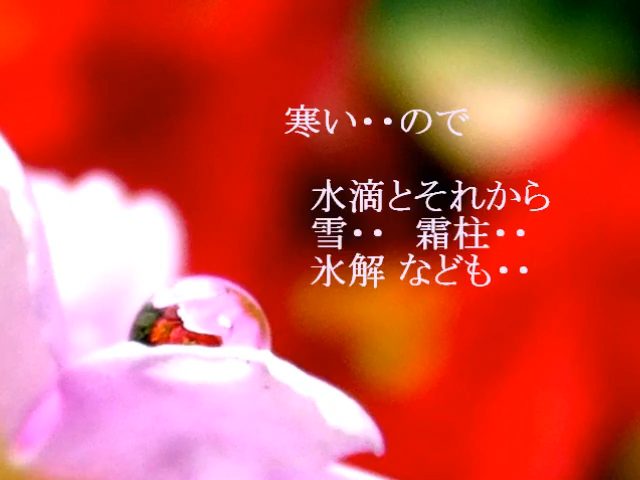 寒い・・ので
水滴とそれから
雪・・　霜柱・・
氷解 なども・・